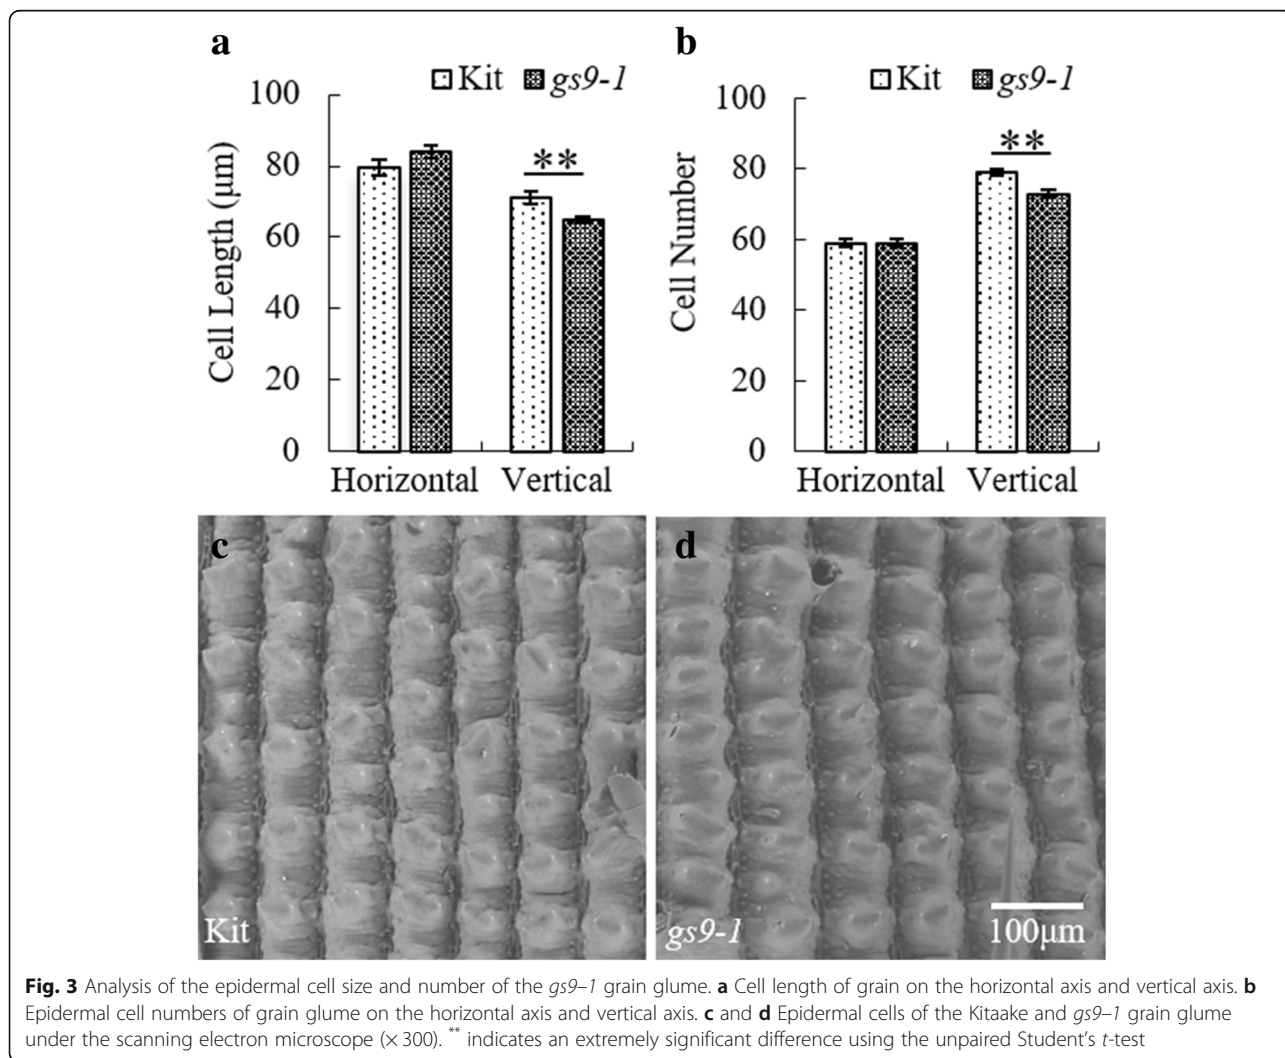 a
Kit gs9-1
100
80
60
40
20
0
Cell Length (μm)
**
Horizontal Vertical
b
Kit gs9-1
100
80
60
40
20
0
Cell Number
**
Horizontal Vertical
c
Kit
d
gs9-1
100μm
Fig. 3 Analysis of the epidermal cell size and number of the gs9–1 grain glume. a Cell length of grain on the horizontal axis and vertical axis. b
Epidermal cell numbers of grain glume on the horizontal axis and vertical axis. c and d Epidermal cells of the Kitaake and gs9–1 grain glume
under the scanning electron microscope (× 300). ** indicates an extremely significant difference using the unpaired Student's t-test